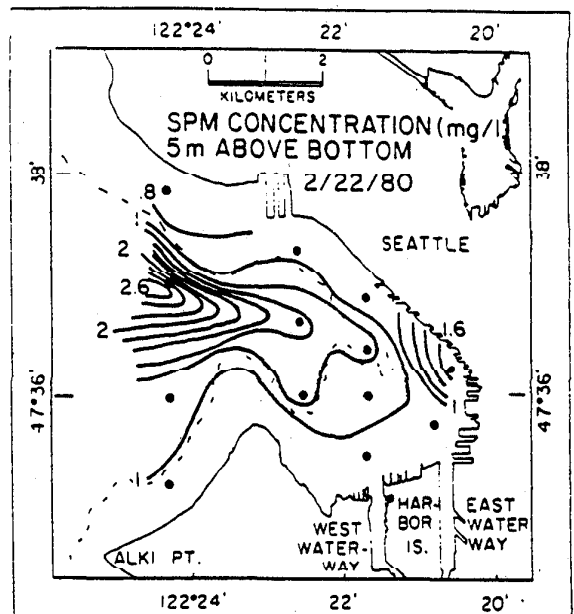 122°24' 22' 20'
0 2
KILOMETERS
SPM CONCENTRATION (mg/l)
5m ABOVE BOTTOM
2/22/80
38' 38'
.8
1
SEATTLE
2
2.6
2
1.6
47°36' 47°36'
1
1
WEST
WATER-
WAY
HAR-
BOR
IS.
EAST
WATER
WAY
ALKI PT.
122°24' 22' 20'